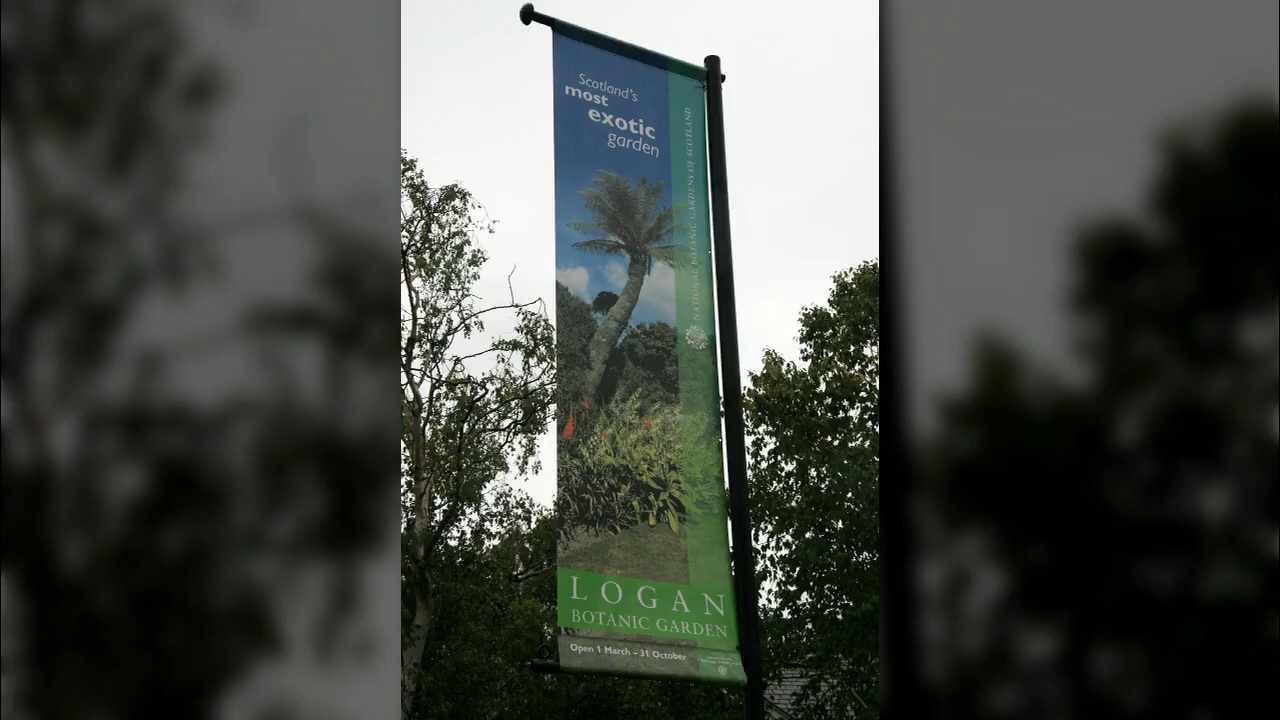 Scotland's
most
exotic
garden
NATIONAL BOTANIC GARDENS OF SCOTLAND
LOGAN
BOTANIC GARDEN
Open 1 March – 31 October